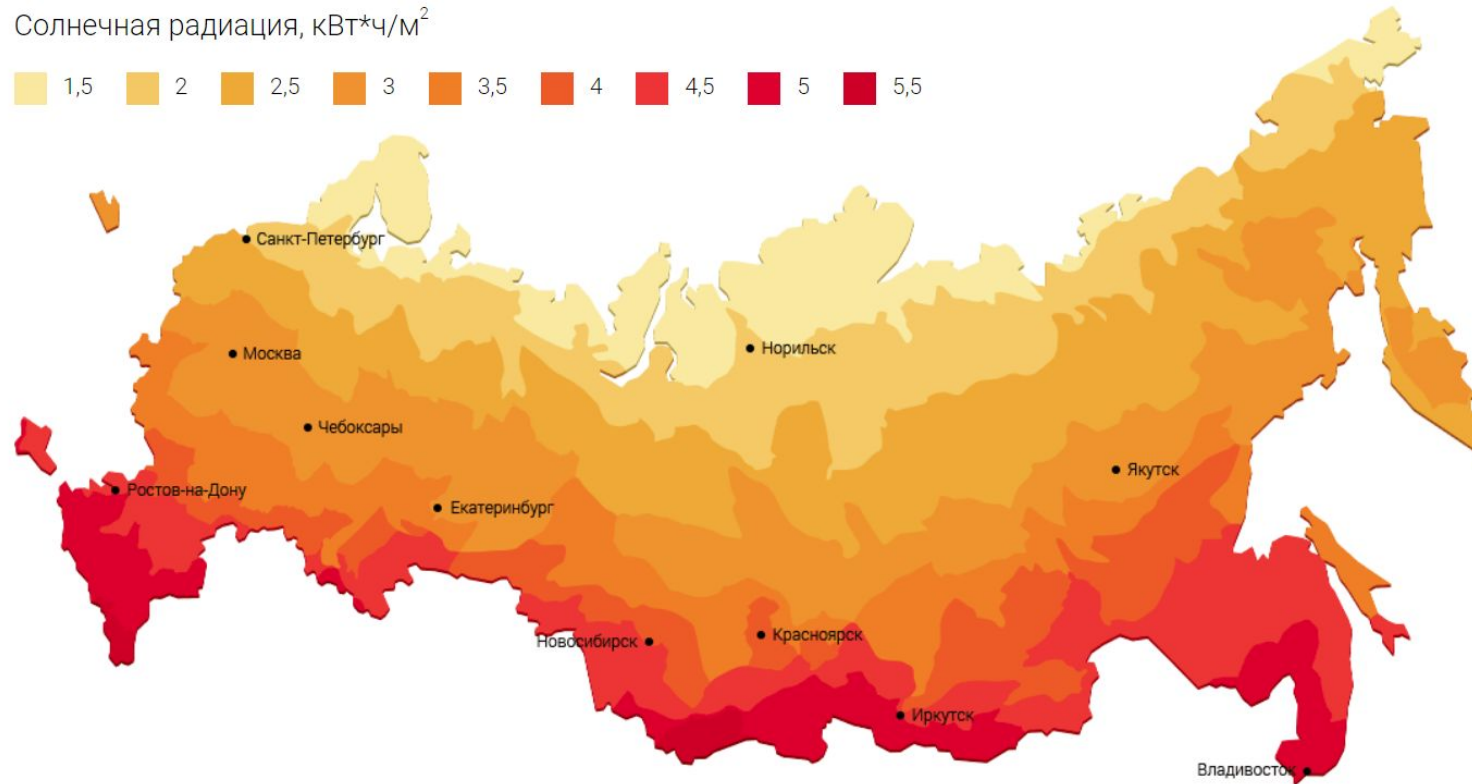 Солнечная радиация, кВт*ч/м²
1,5 2 2,5 3 3,5 4 4,5 5 5,5
Санкт-Петербург
Норильск
Москва
Чебоксары
Якутск
Ростов-на-Дону
Екатеринбург
Красноярск
Новосибирск
Иркутск
Владивосток